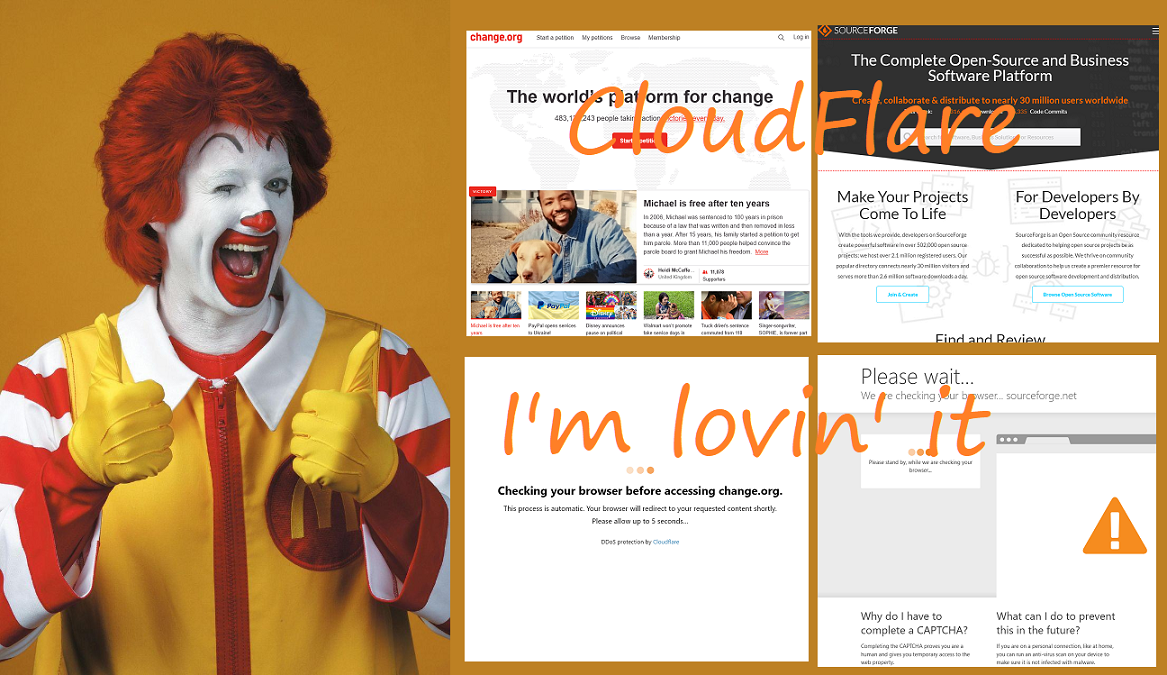 change.org
Start a petition My petitions Browse Membership
Log in
The world's platform for change
people taking action
victories every day.
VICTORY
Michael is free after ten years
In 2006, Michael was sentenced to 100 years in prison
because of a law that was written and then removed in less
than a year. After 15 years, his family started a petition to get
him parole. More than 11,000 people helped convince the
parole board to grant Michael his freedom. More
Heidi McCaffe...
United Kingdom
11,678
Supporters
Michael is free after ten
years
PayPal opens services
to Ukraine!
Disney announces
pause on political
Walmart won't promote
fake service dogs in
Truck driver's sentence
commuted from 110
Singer-songwriter,
SOPHIE, is forever part
SOURCEFORGE
The Complete Open-Source and Business
Software Platform
Create, collaborate & distribute to nearly 30 million users worldwide
Code Commits
Make Your Projects
Come To Life
With the tools we provide, developers on SourceForge
create powerful software in over 502,000 open source
projects; we host over 2.1 million registered users. Our
popular directory connects nearly 30 million visitors and
serves more than 2.6 million software downloads a day.
Join & Create
For Developers By
Developers
SourceForge is an Open Source community resource
dedicated to helping open source projects be as
successful as possible. We thrive on community
collaboration to help us create a premier resource for
open source software development and distribution.
Browse Open Source Software
Find and Review
CloudFlare
I'm lovin' it
Checking your browser before accessing change.org.
This process is automatic. Your browser will redirect to your requested content shortly.
Please allow up to 5 seconds...
DDoS protection by Cloudflare
Please wait...
We are checking your browser... sourceforge.net
Please stand by, while we are checking your
browser...
Why do I have to
complete a CAPTCHA?
Completing the CAPTCHA proves you are a
human and gives you temporary access to the
web property.
What can I do to prevent
this in the future?
If you are on a personal connection, like at home,
you can run an anti-virus scan on your device to
make sure it is not infected with malware.